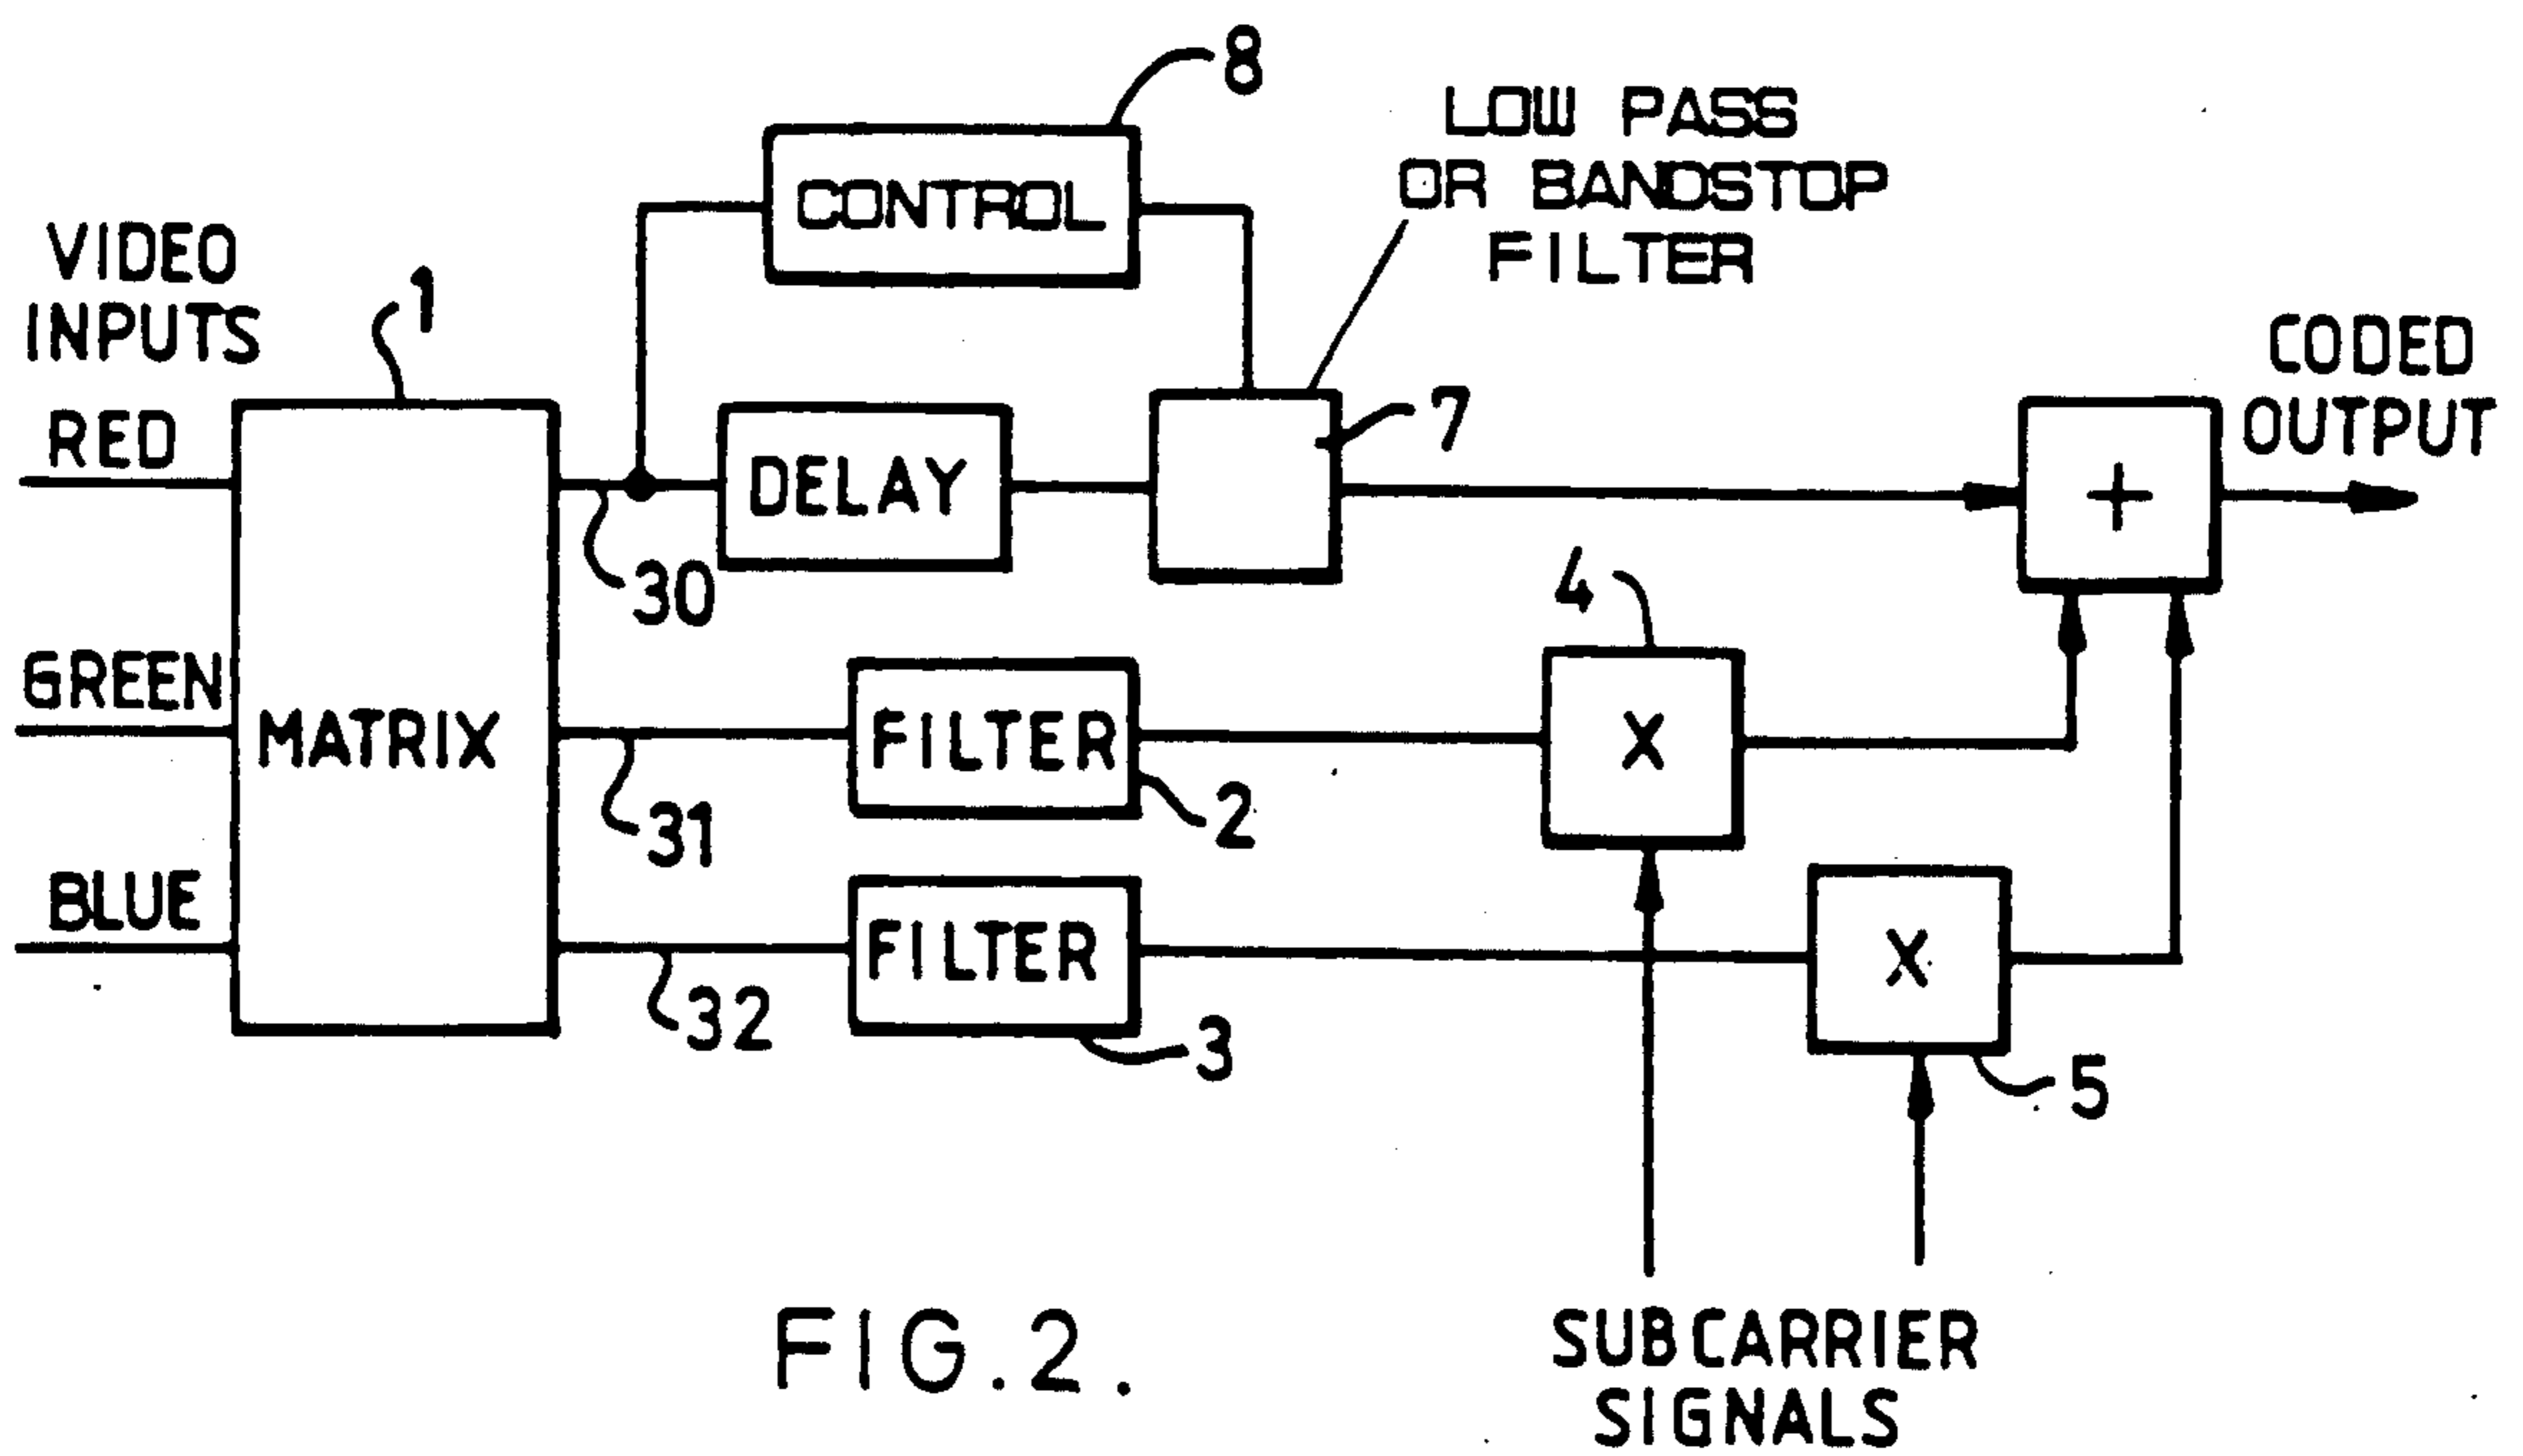 8
LOW PASS
OR BANDSTOP
FILTER
CONTROL
VIDEO
INPUTS
1
CODED
OUTPUT
RED
DELAY
7
+
30
4
GREEN
MATRIX
FILTER
X
31
2
BLUE
FILTER
X
32
3
5
FIG.2.
SUBCARRIER
SIGNALS